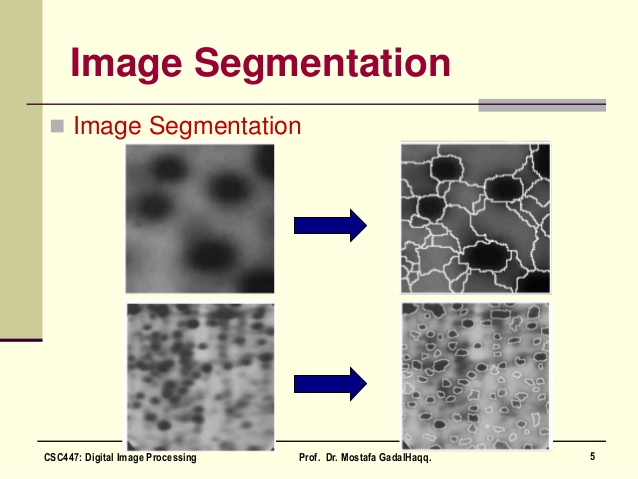 Image Segmentation
Image Segmentation
CSC447: Digital Image Processing
Prof. Dr. Mostafa GadalHaqq.
5